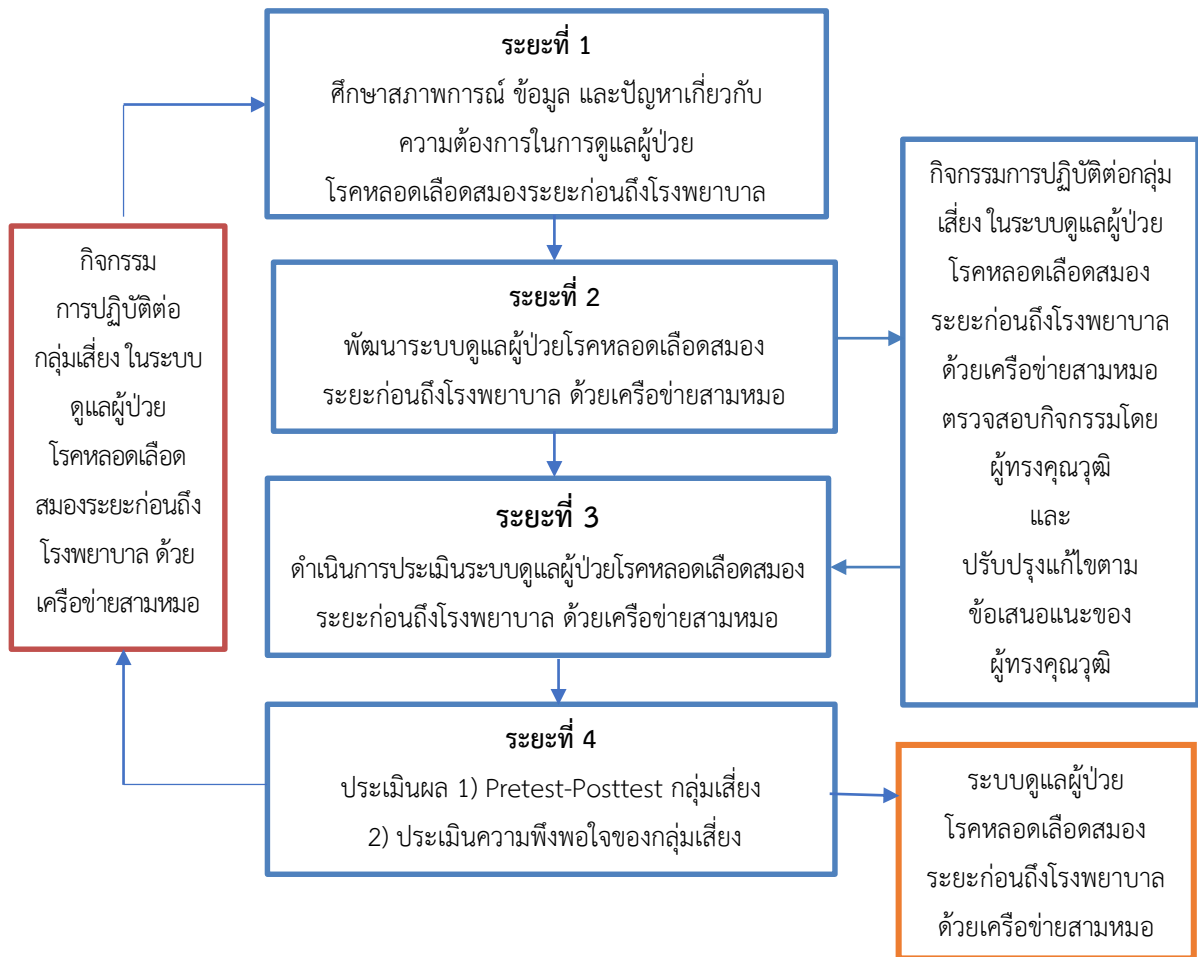 ระยะที่ 1
ศึกษาสภาพการณ์ ข้อมูล และปัญหาเกี่ยวกับ
ความต้องการในการดูแลผู้ป่วย
โรคหลอดเลือดสมองระยะก่อนถึงโรงพยาบาล
ระยะที่ 2
พัฒนาระบบดูแลผู้ป่วยโรคหลอดเลือดสมอง
ระยะก่อนถึงโรงพยาบาล ด้วยเครือข่ายสามหมอ
กิจกรรมการปฏิบัติต่อกลุ่ม
เสี่ยง ในระบบดูแลผู้ป่วย
โรคหลอดเลือดสมอง
ระยะก่อนถึงโรงพยาบาล
ด้วยเครือข่ายสามหมอ
ตรวจสอบกิจกรรมโดย
ผู้ทรงคุณวุฒิ
และ
ปรับปรุงแก้ไขตาม
ข้อเสนอแนะของ
ผู้ทรงคุณวุฒิ
ระยะที่ 3
ดำเนินการประเมินระบบดูแลผู้ป่วยโรคหลอดเลือดสมอง
ระยะก่อนถึงโรงพยาบาล ด้วยเครือข่ายสามหมอ
ระยะที่ 4
ประเมินผล 1) Pretest-Posttest กลุ่มเสี่ยง
2) ประเมินความพึงพอใจของกลุ่มเสี่ยง
กิจกรรม
การปฏิบัติต่อ
กลุ่มเสี่ยง ในระบบ
ดูแลผู้ป่วย
โรคหลอดเลือด
สมองระยะก่อนถึง
โรงพยาบาล ด้วย
เครือข่ายสามหมอ
ระบบดูแลผู้ป่วย
โรคหลอดเลือดสมอง
ระยะก่อนถึงโรงพยาบาล
ด้วยเครือข่ายสามหมอ